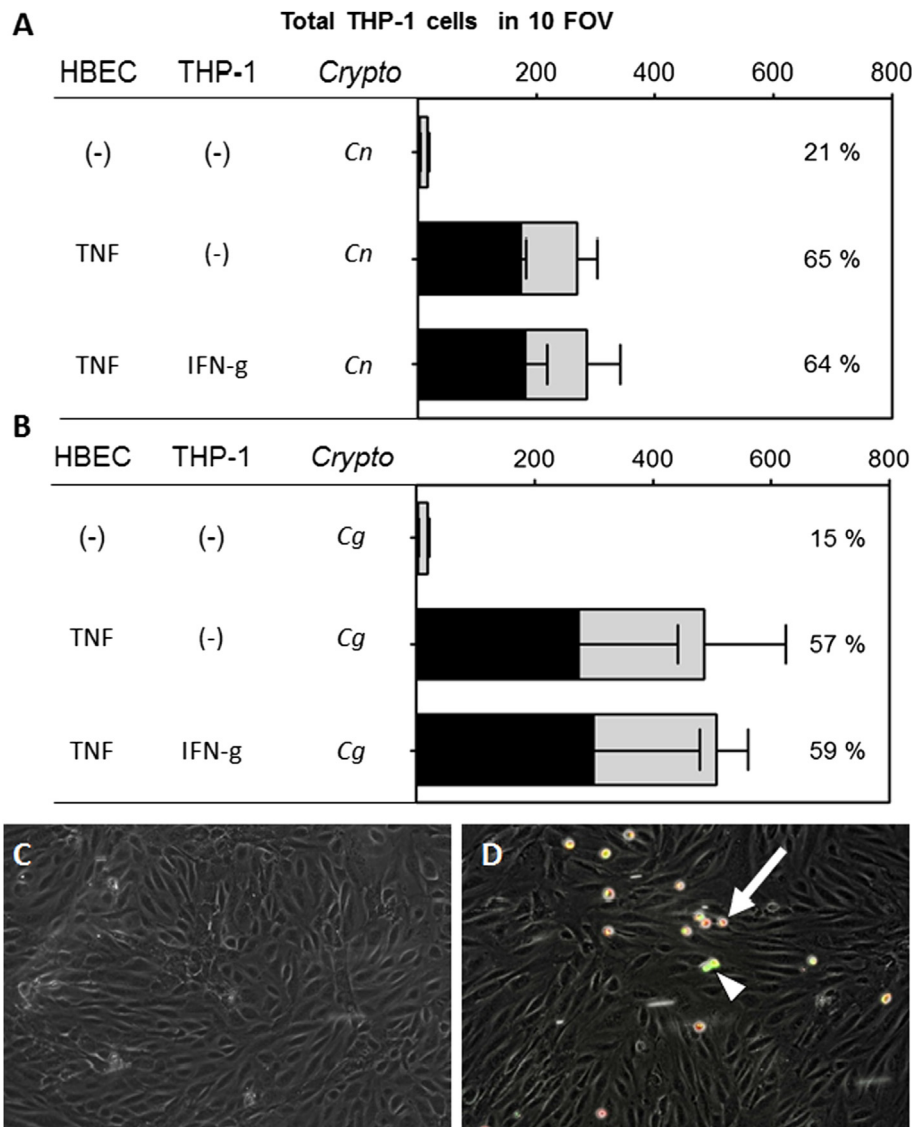 A
Total THP-1 cells in 10 FOV
HBEC THP-1 Crypto 200 400 600 800
(-) (-) Cn 21 %
TNF (-) Cn 65 %
TNF IFN-g Cn 64 %
B
HBEC THP-1 Crypto 200 400 600 800
(-) (-) Cg 15 %
TNF (-) Cg 57 %
TNF IFN-g Cg 59 %
C D